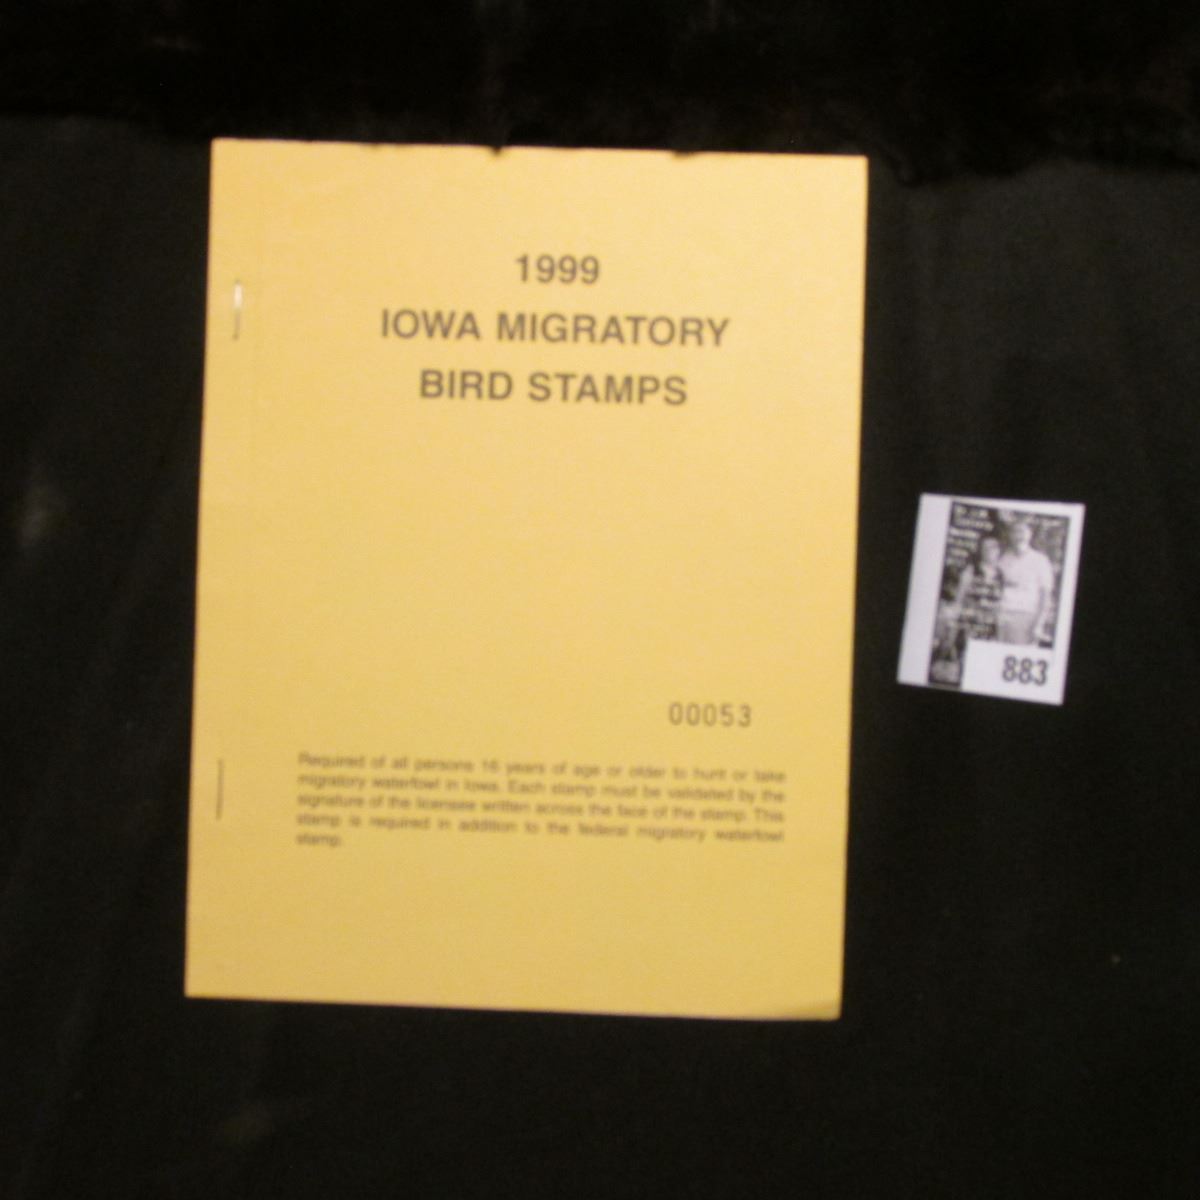 1999
IOWA MIGRATORY
BIRD STAMPS
00053
Required of all persons 16 years of age or older to hunt or take
migratory waterfowl in Iowa. Each stamp must be validated by the
signature of the licensee written across the face of the stamp. This
stamp is required in addition to the federal migratory waterfowl
stamp.
883